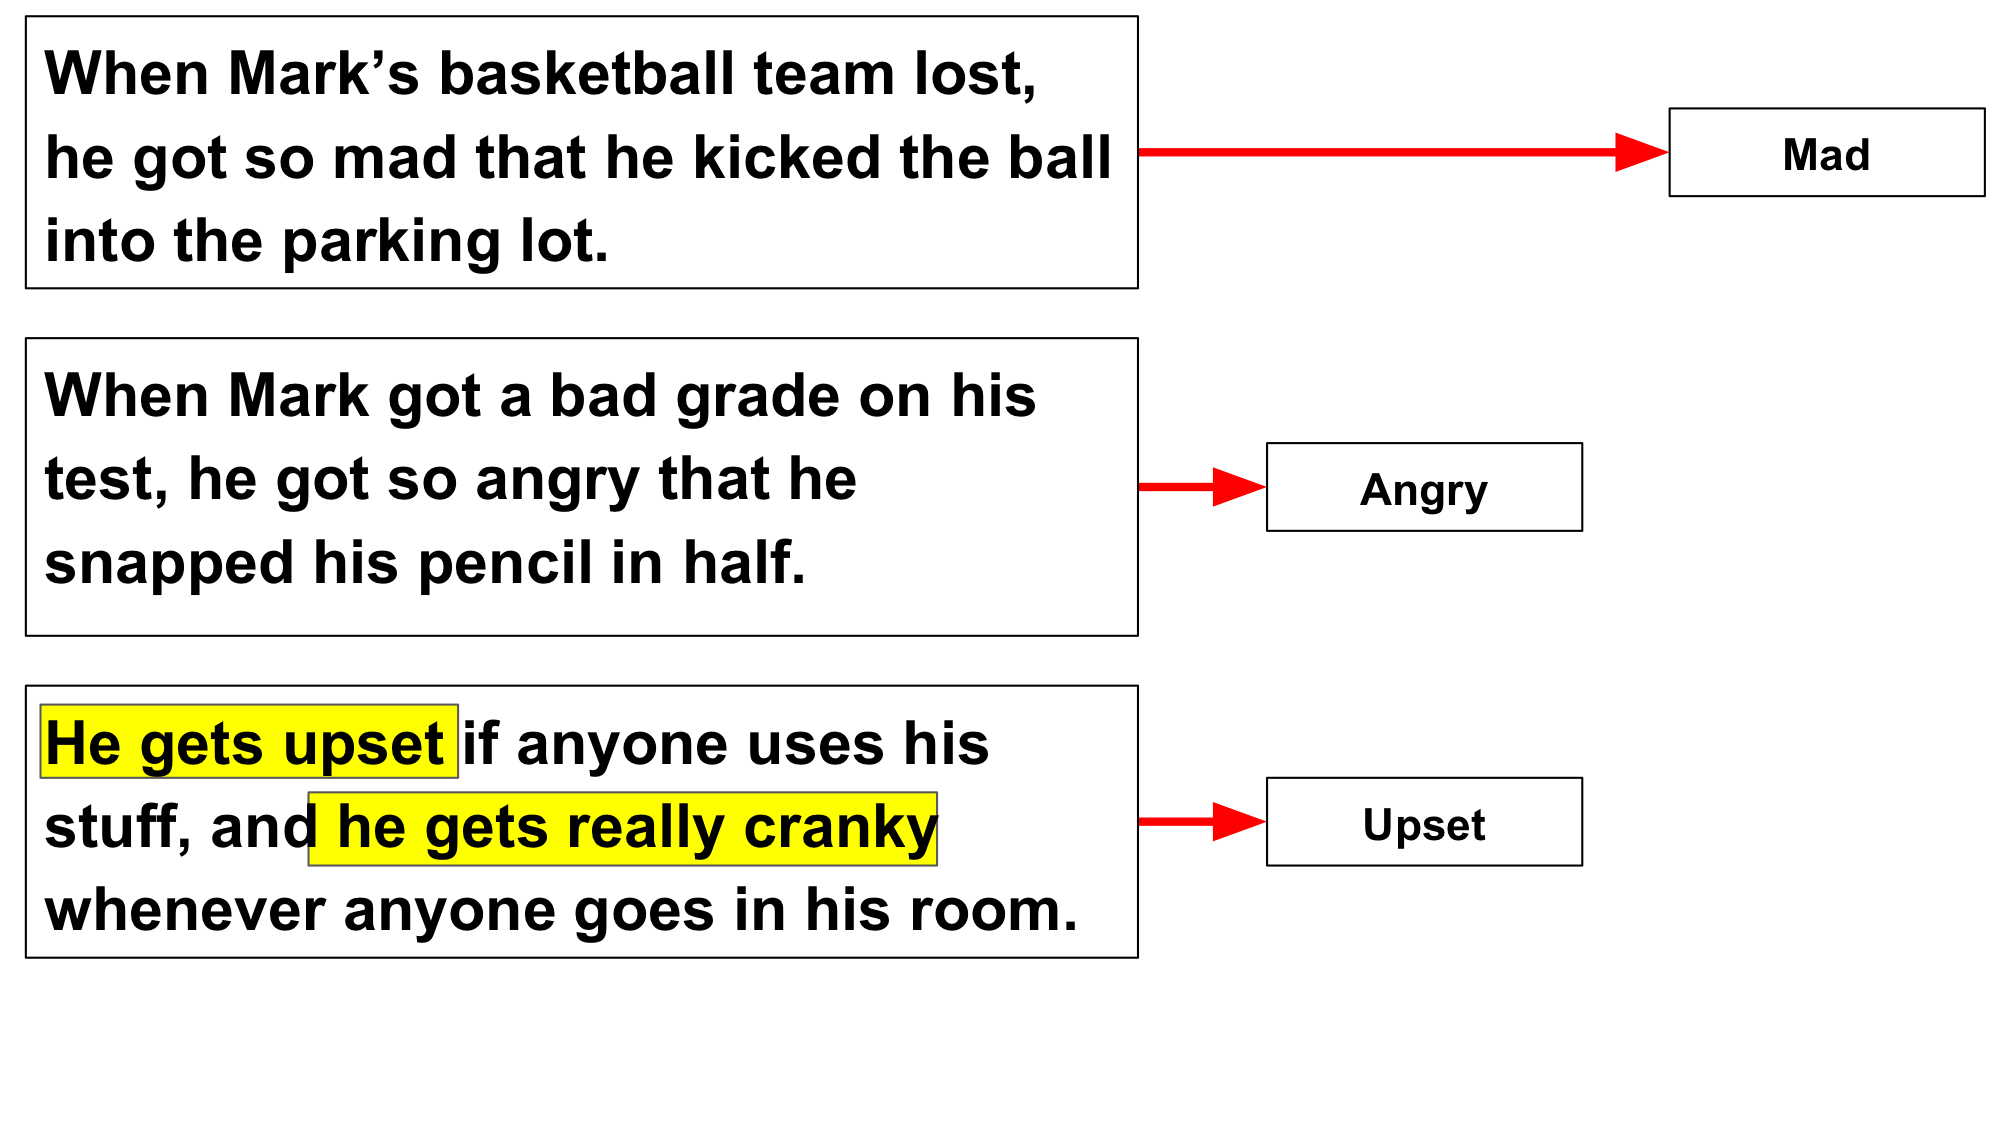 When Mark’s basketball team lost,
he got so mad that he kicked the ball
into the parking lot.
Mad
When Mark got a bad grade on his
test, he got so angry that he
snapped his pencil in half.
Angry
He gets upset if anyone uses his
stuff, and he gets really cranky
whenever anyone goes in his room.
Upset